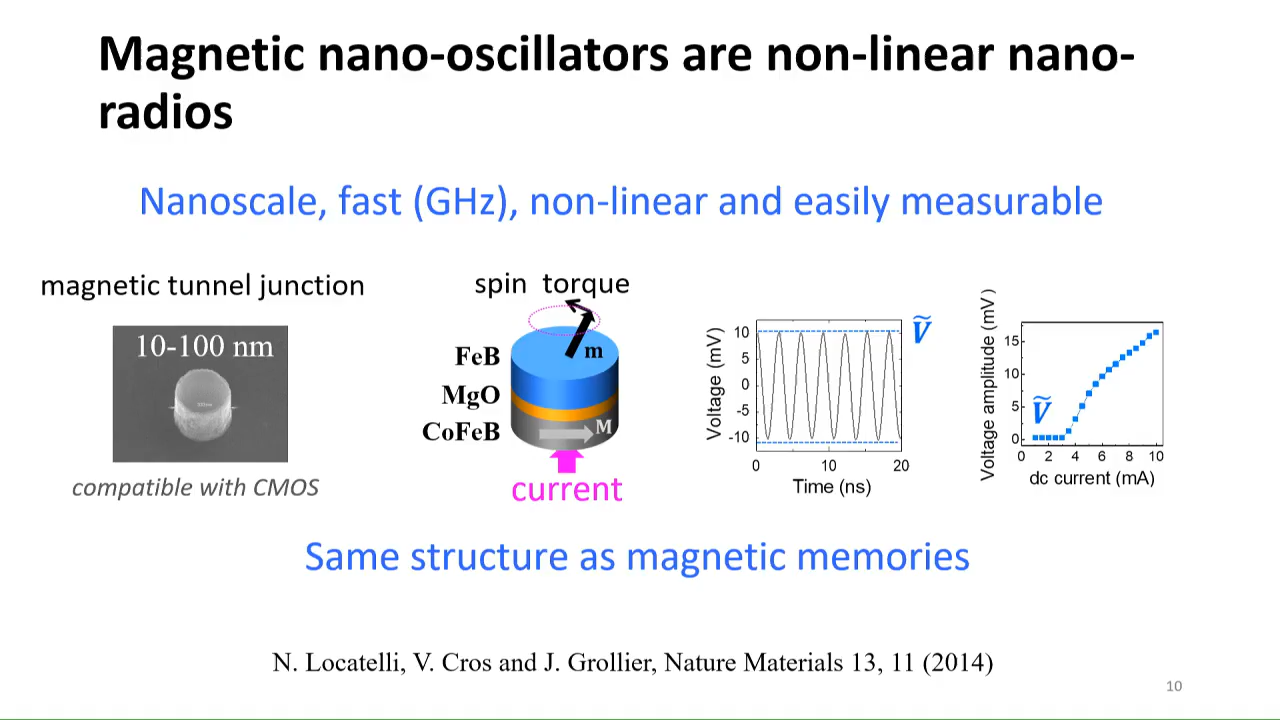 Magnetic nano-oscillators are non-linear nano-
radios
Nanoscale, fast (GHz), non-linear and easily measurable
magnetic tunnel junction
10-100 nm
compatible with CMOS
spin torque
m
FeB
MgO
CoFeB
M
current
Voltage (mV)
10
5
0
-5
-10
0 10 20
Time (ns)
Ṽ
Voltage amplitude (mV)
15
10
5
0
Ṽ
0 2 4 6 8 10
dc current (mA)
Same structure as magnetic memories
N. Locatelli, V. Cros and J. Grollier, Nature Materials 13, 11 (2014)
10